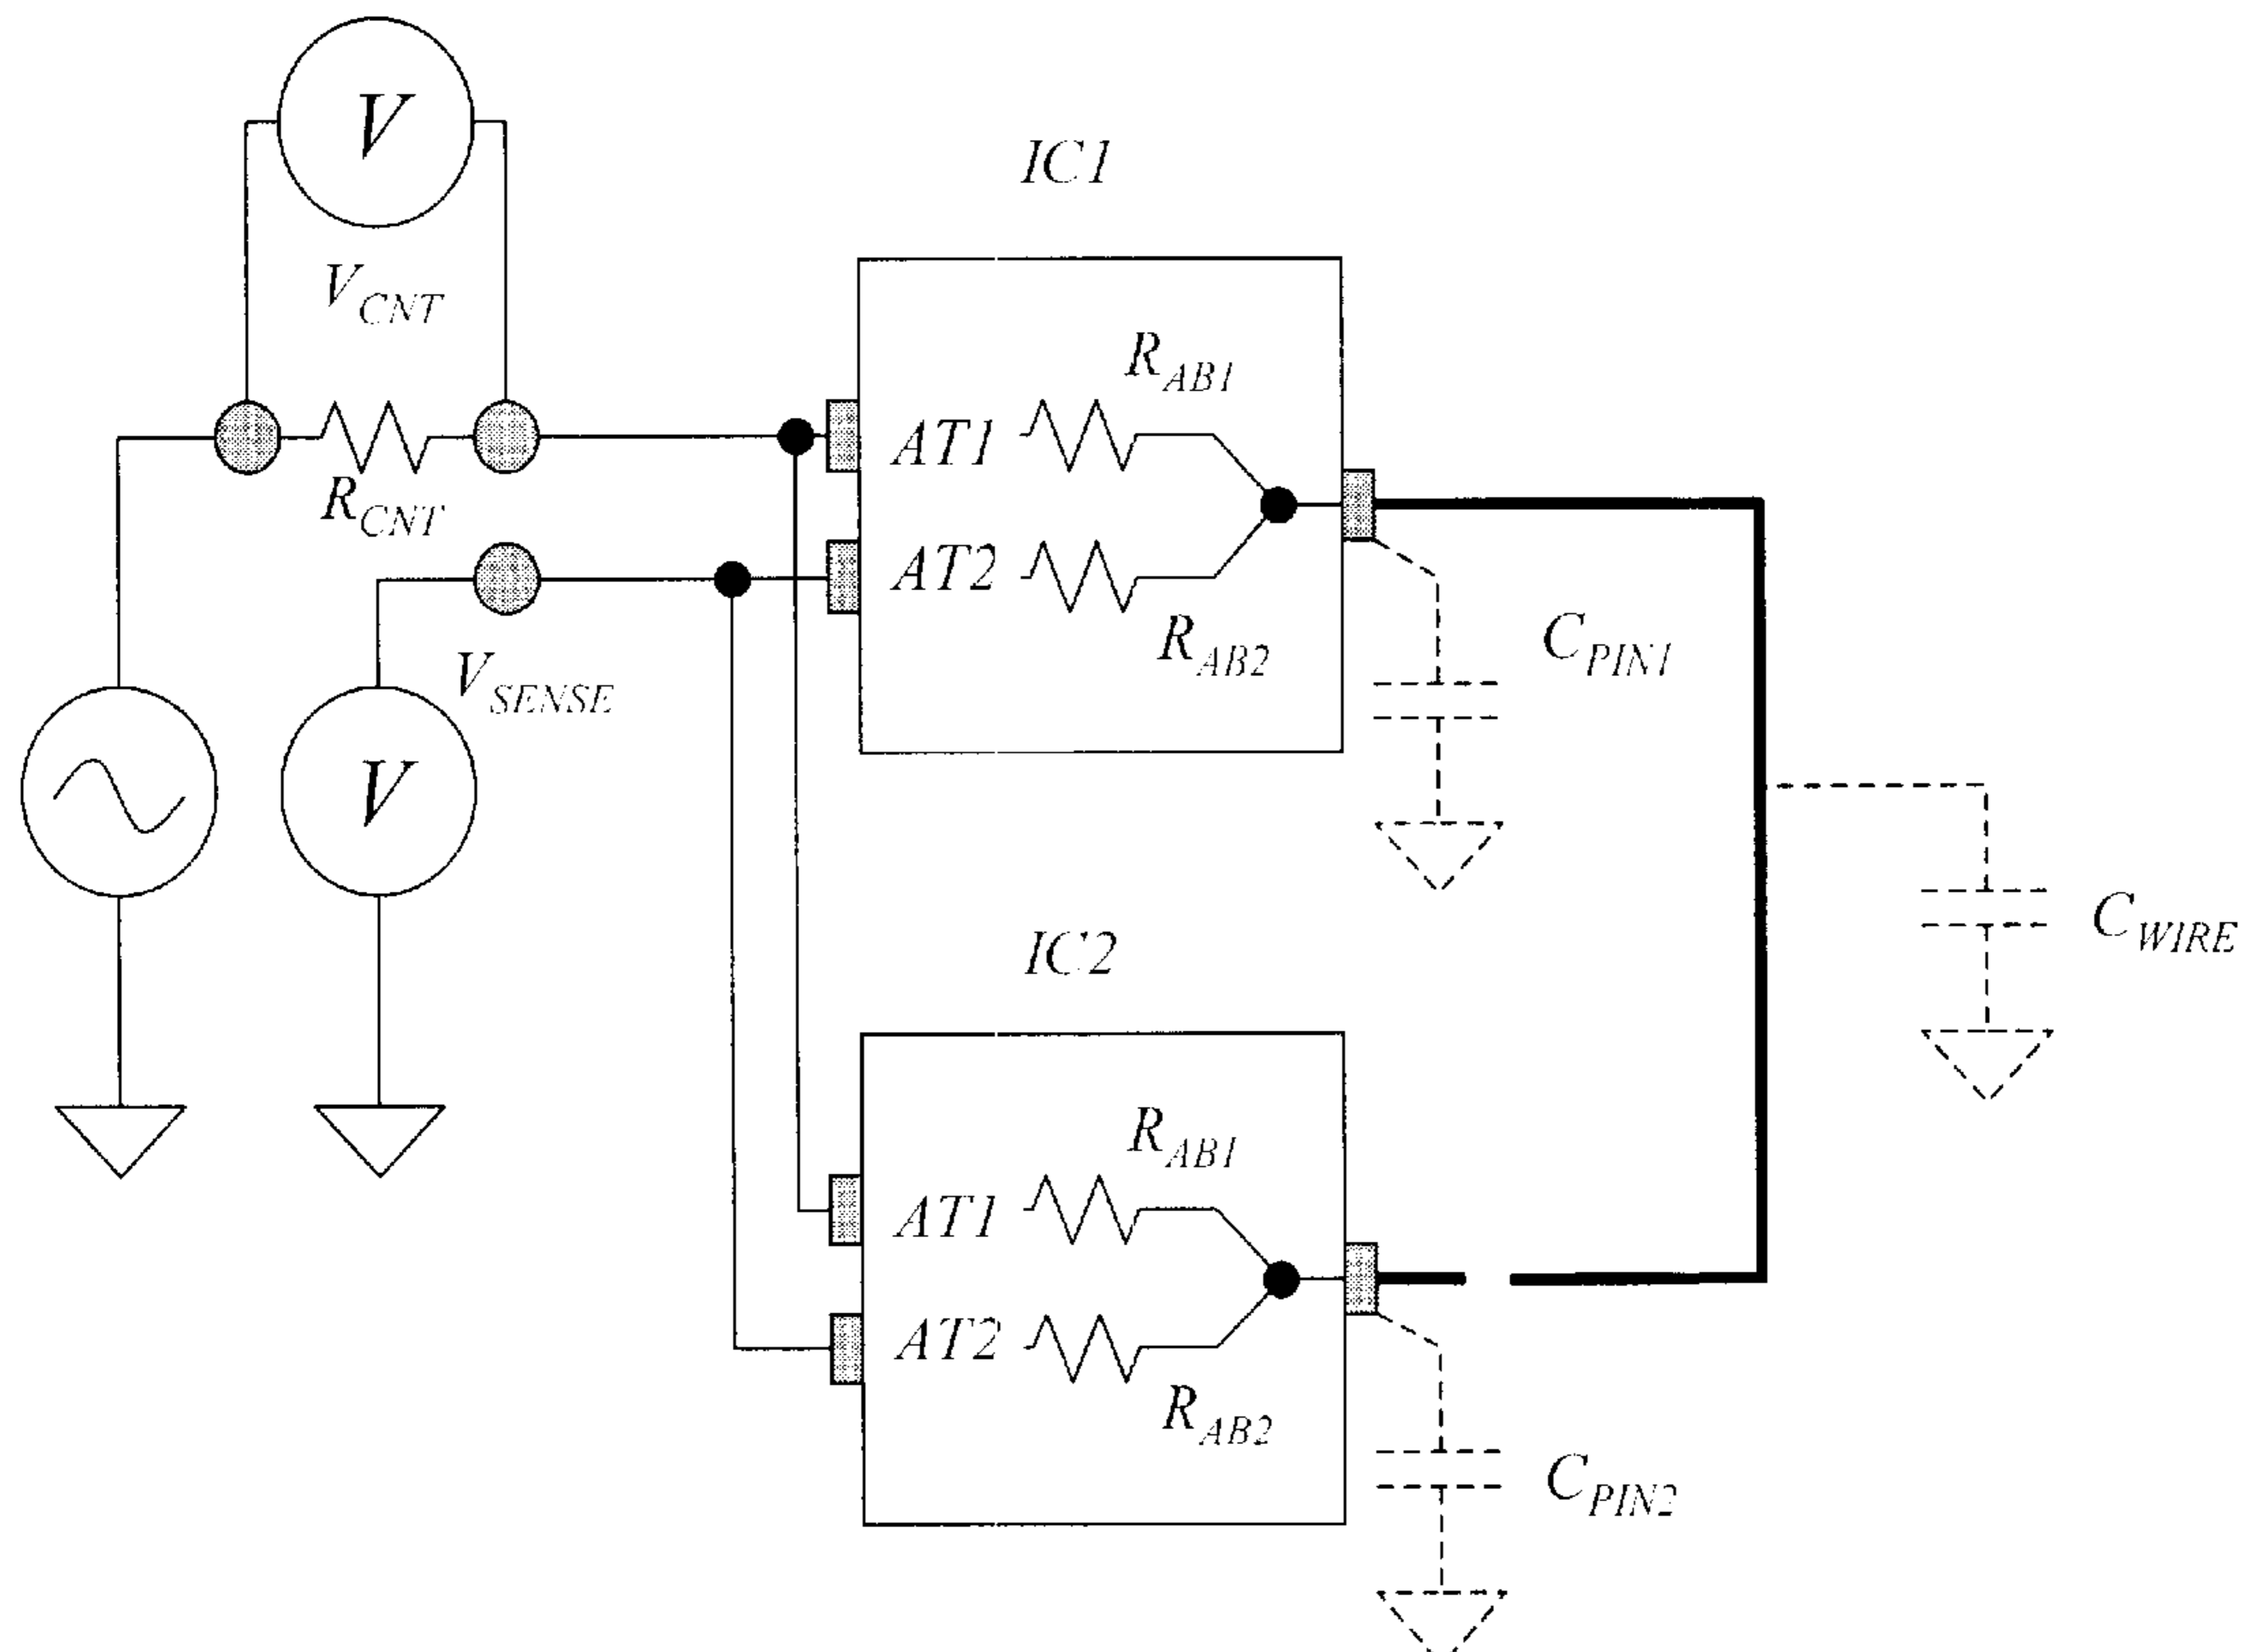 V
V_CNT
R_CNT
V_SENSE
V
IC1
R_AB1
AT1
AT2
R_AB2
C_PIN1
C_WIRE
IC2
R_AB1
AT1
AT2
R_AB2
C_PIN2